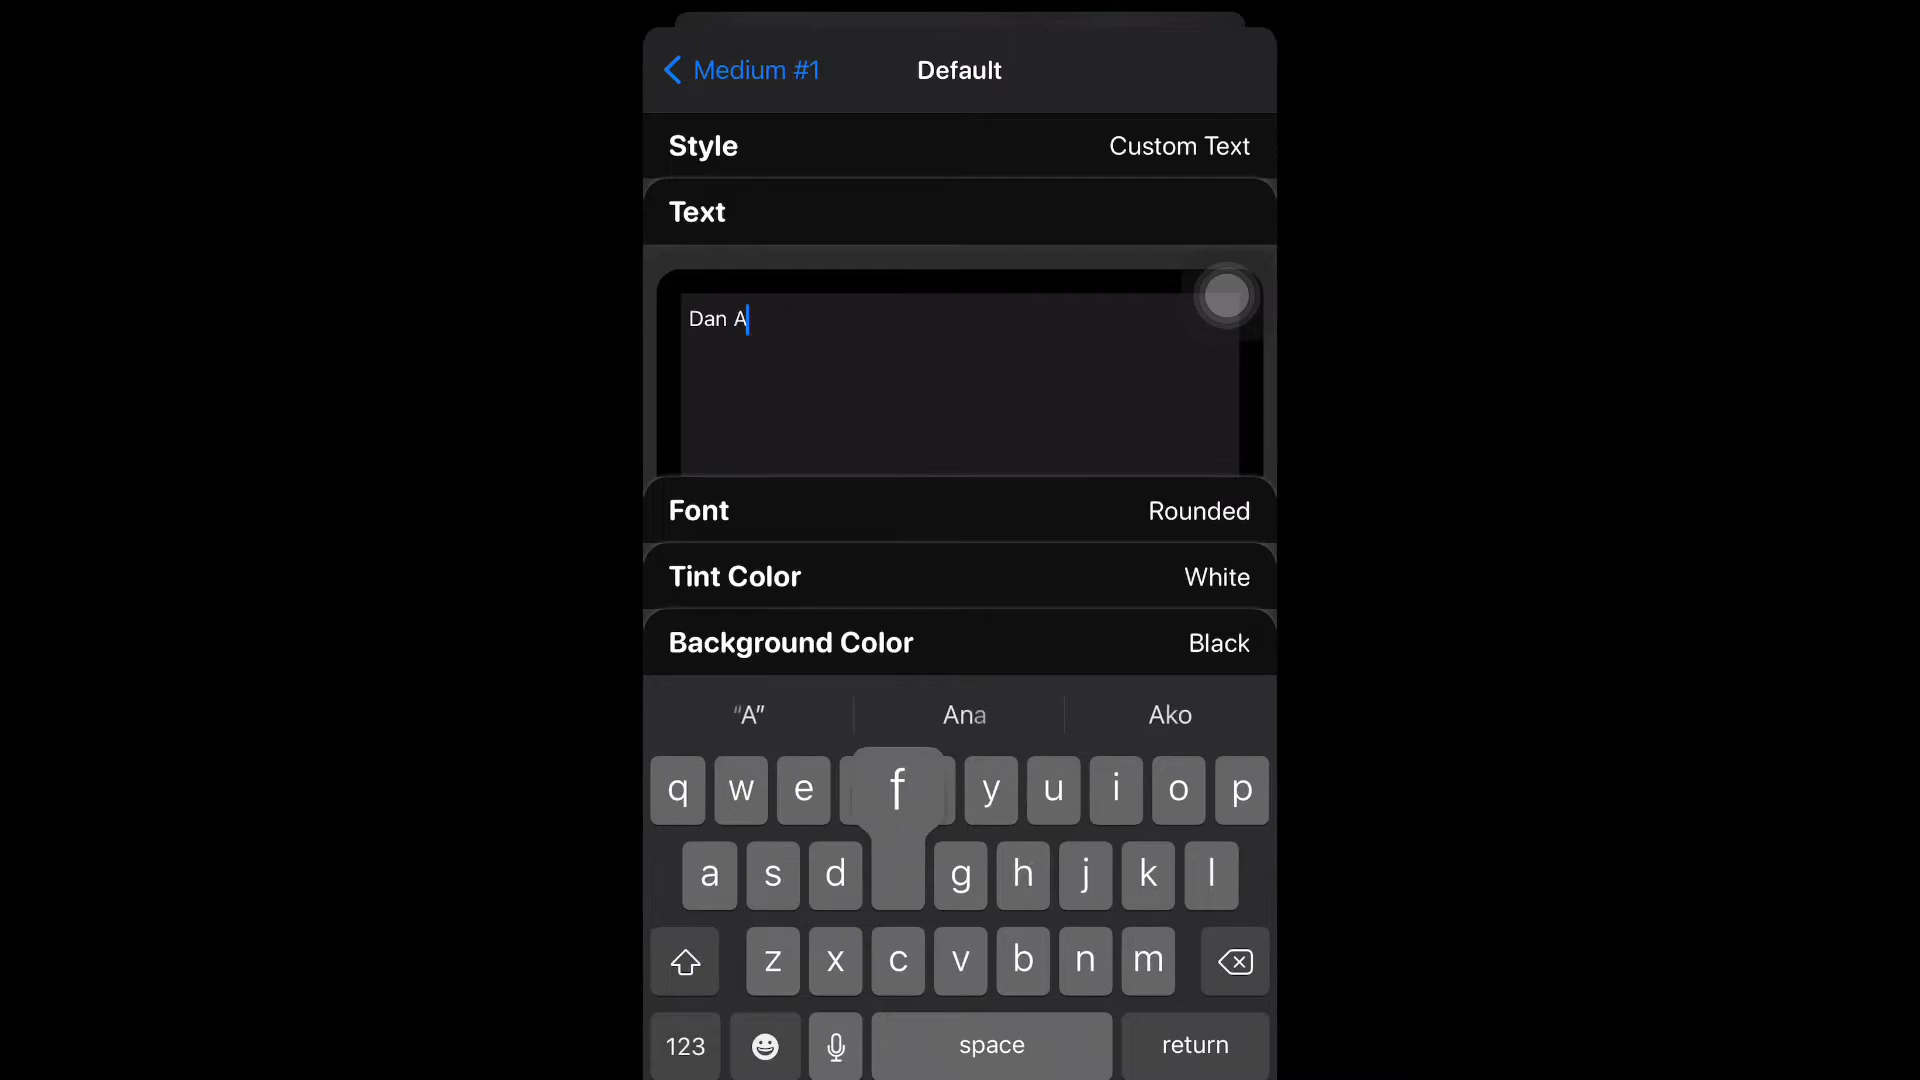 Medium #1 Default
Style Custom Text
Text
Dan A
Font Rounded
Tint Color White
Background Color Black
"A" Ana Ako
q w e f y u i o p
a s d g h j k l
z x c v b n m
123 space return